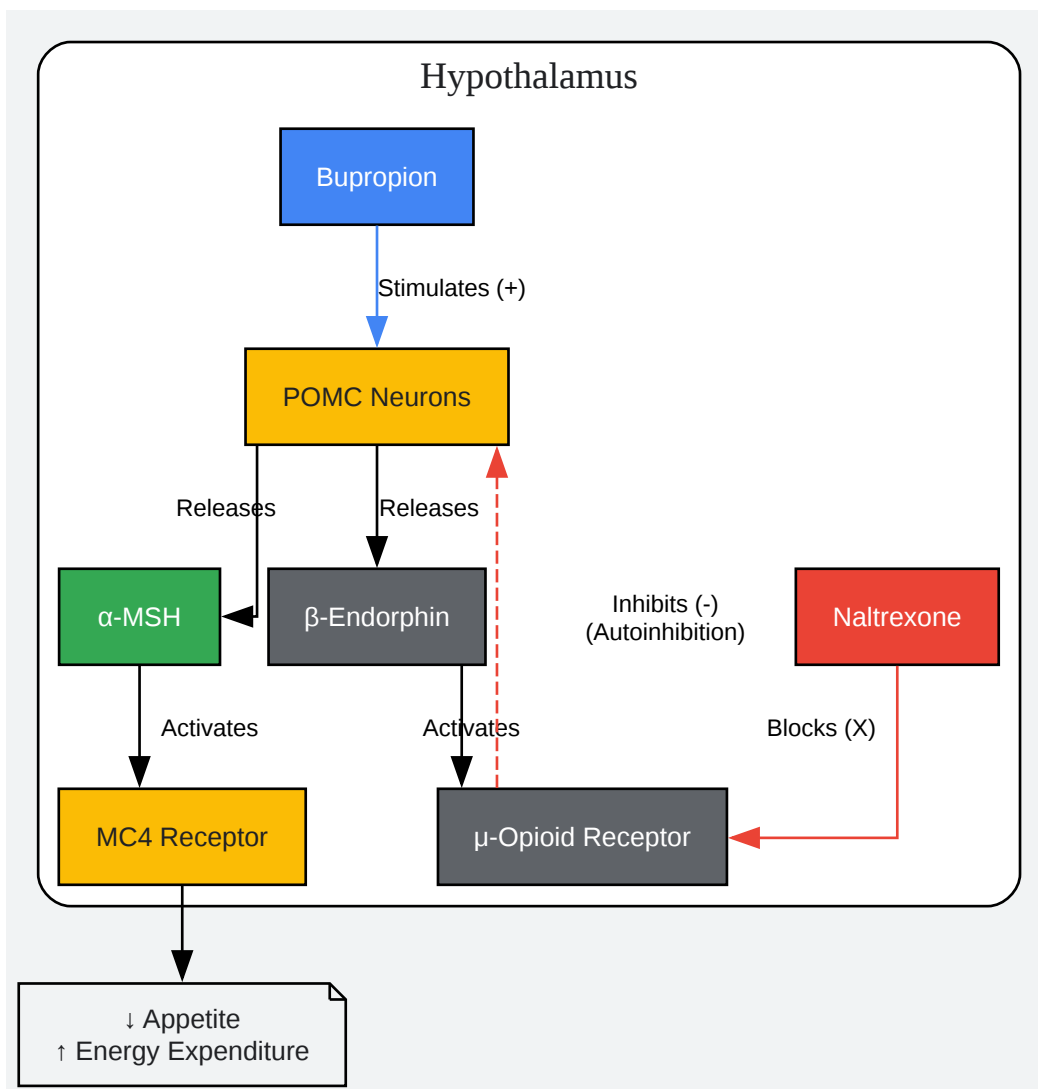 Hypothalamus
Bupropion
Stimulates (+)
POMC Neurons
Releases
Releases
α-MSH
β-Endorphin
Inhibits (-)
(Autoinhibition)
Naltrexone
Activates
Activates
Blocks (X)
MC4 Receptor
μ-Opioid Receptor
↓ Appetite
↑ Energy Expenditure